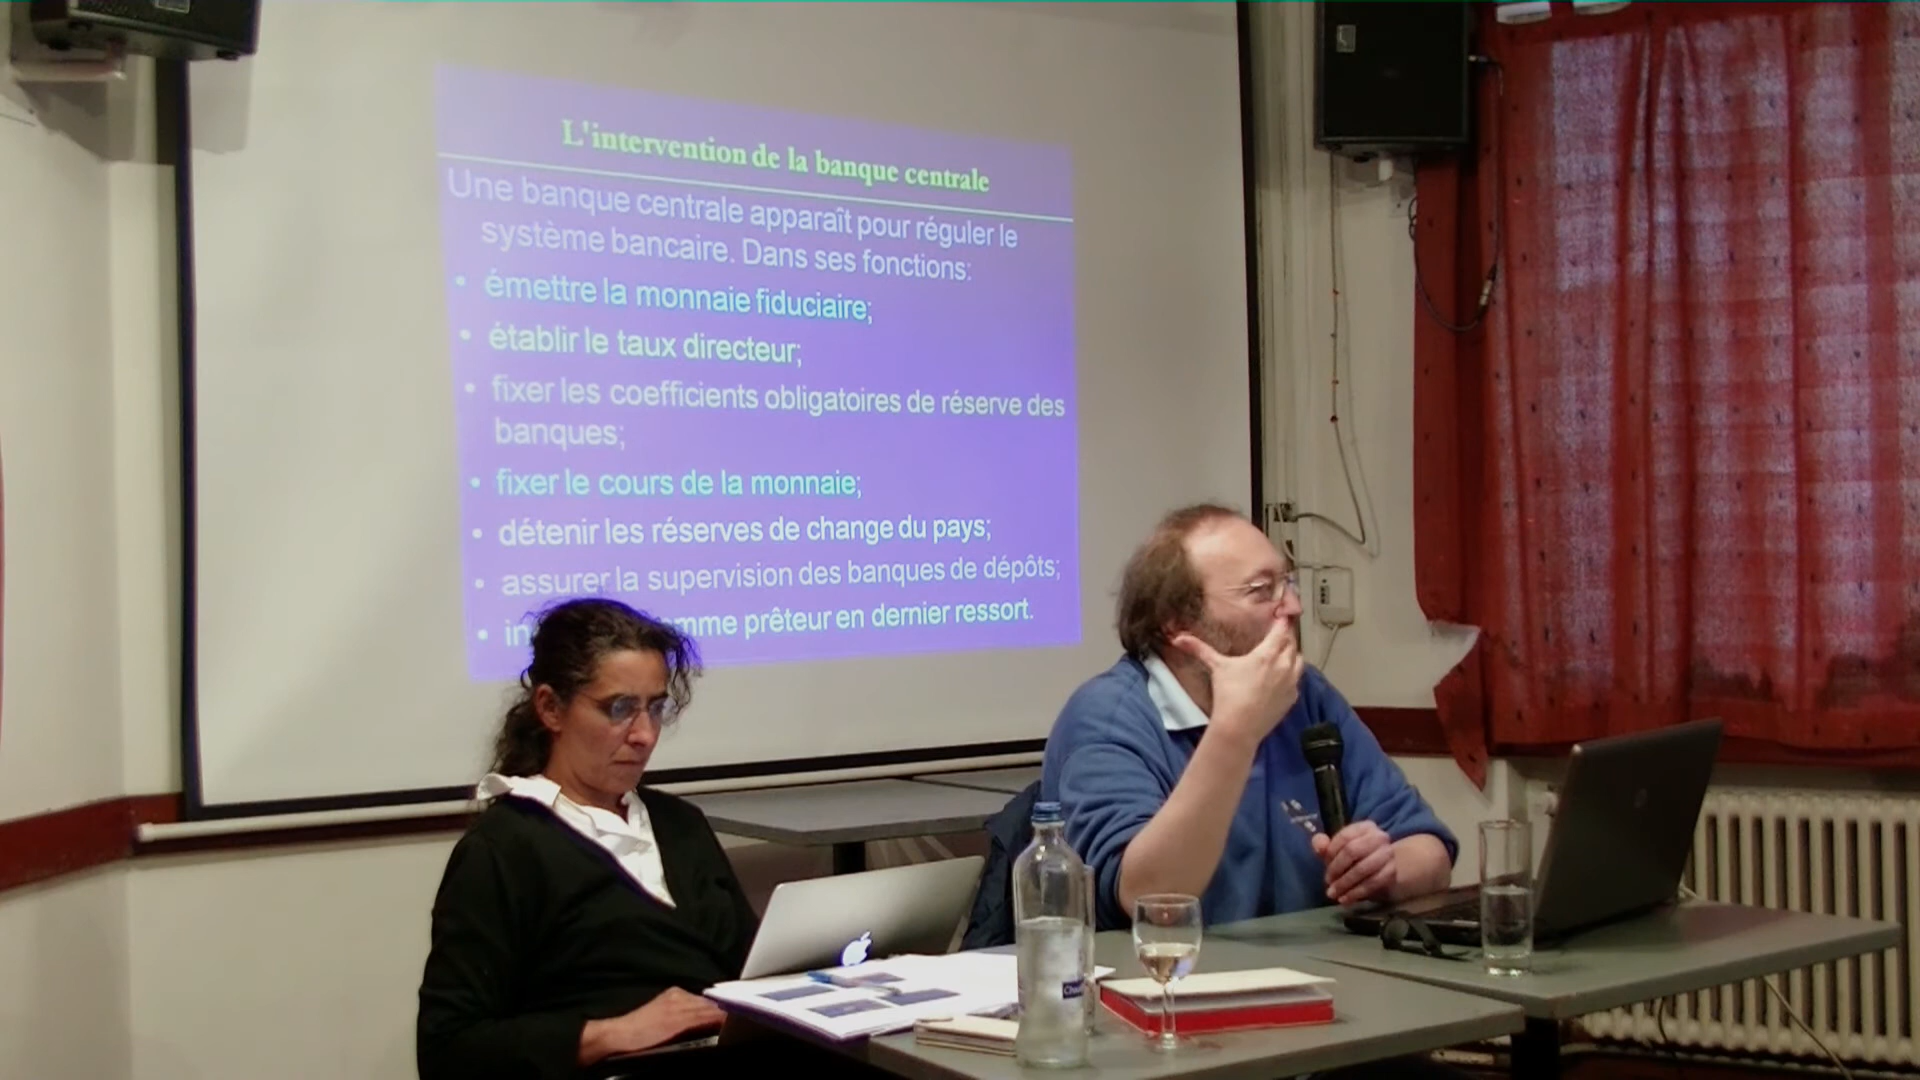 L'intervention de la banque centrale
Une banque centrale apparaît pour réguler le
système bancaire. Dans ses fonctions:
• émettre la monnaie fiduciaire;
• établir le taux directeur;
• fixer les coefficients obligatoires de réserve des
banques;
• fixer le cours de la monnaie;
• détenir les réserves de change du pays;
• assurer la supervision des banques de dépôts;
• prêteur en dernier ressort.